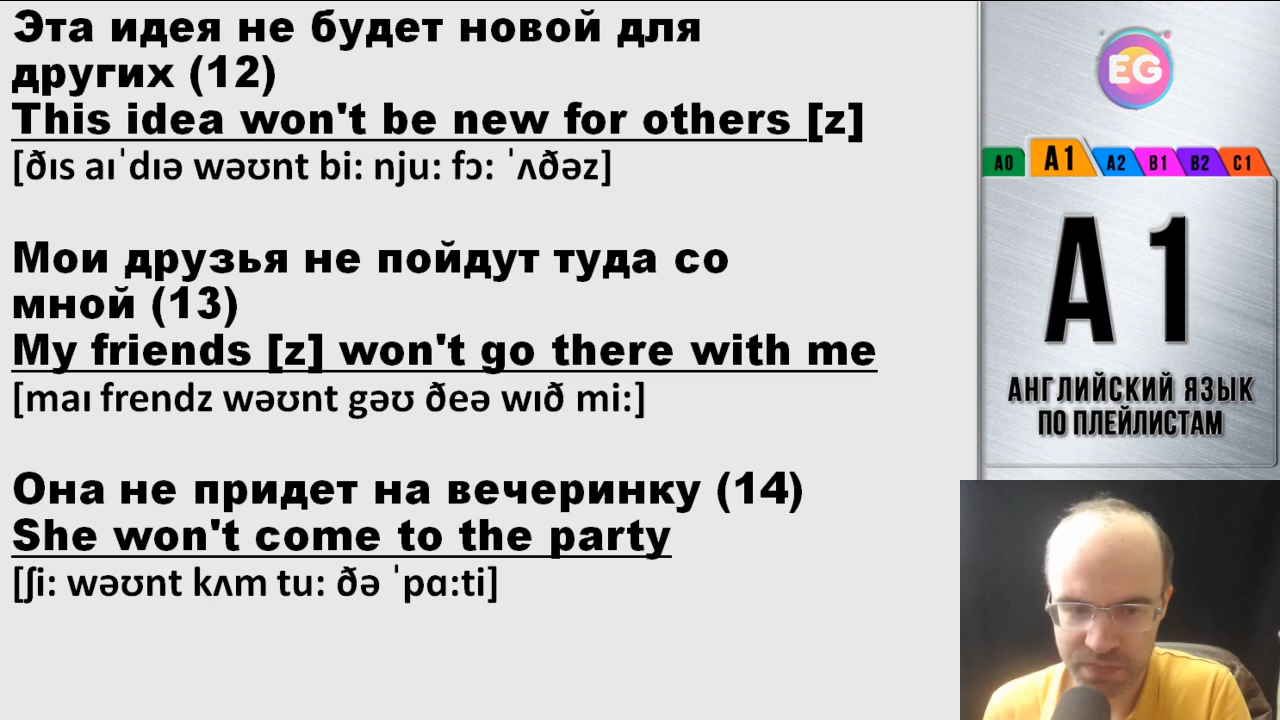 Эта идея не будет новой для
других (12)
This idea won't be new for others [z]
[ðɪs aɪˈdɪə wəʊnt bi: nju: fɔ: ˈʌðəz]
Мои друзья не пойдут туда со
мной (13)
My friends [z] won't go there with me
[maɪ frendz wəʊnt gəʊ ðeə wɪð mi:]
Она не придет на вечеринку (14)
She won't come to the party
[ʃi: wəʊnt kʌm tu: ðə ˈpɑ:ti]
EG
A0 A1 A2 B1 B2 C1
A 1
АНГЛИЙСКИЙ ЯЗЫК
ПО ПЛЕЙЛИСТАМ